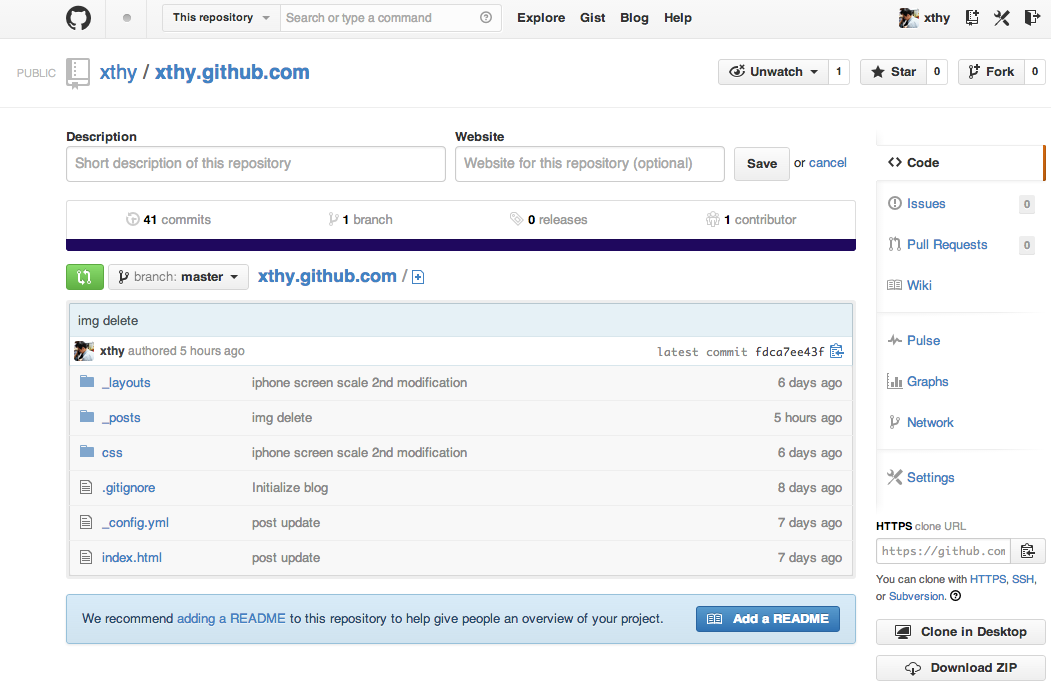 This repository
Search or type a command
Explore Gist Blog Help
xthy
PUBLIC
xthy / xthy.github.com
Unwatch 1
Star 0
Fork 0
Description
Short description of this repository
Website
Website for this repository (optional)
Save or cancel
41 commits
1 branch
0 releases
1 contributor
branch: master
xthy.github.com /
img delete
xthy authored 5 hours ago
latest commit fdca7ee43f
_layouts iphone screen scale 2nd modification 6 days ago
_posts img delete 5 hours ago
css iphone screen scale 2nd modification 6 days ago
.gitignore Initialize blog 8 days ago
_config.yml post update 7 days ago
index.html post update 7 days ago
We recommend adding a README to this repository to help give people an overview of your project.
Add a README
Code
Issues 0
Pull Requests 0
Wiki
Pulse
Graphs
Network
Settings
HTTPS clone URL
https://github.com
You can clone with HTTPS, SSH,
or Subversion.
Clone in Desktop
Download ZIP